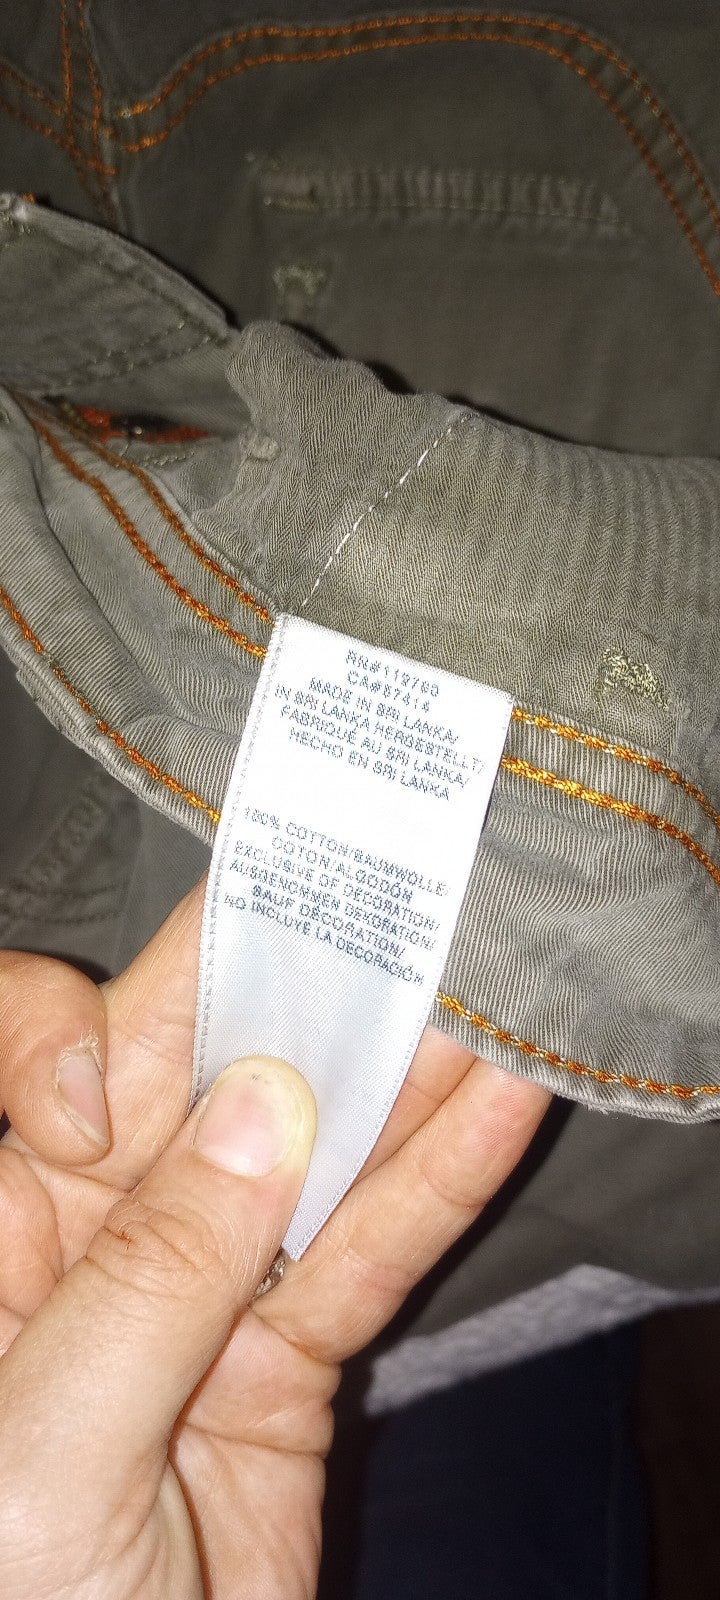 RN#119760
CA#57414
MADE IN SRI LANKA/
IN SRI LANKA HERGESTELLT/
FABRIQUÉ AU SRI LANKA/
HECHO EN SRI LANKA
100% COTTON/BAUMWOLLE/
COTON/ALGODÓN
EXCLUSIVE OF DECORATION/
AUSGENOMMEN DEKORATION/
SAUF DÉCORATION/
NO INCLUYE LA DECORACIÓN